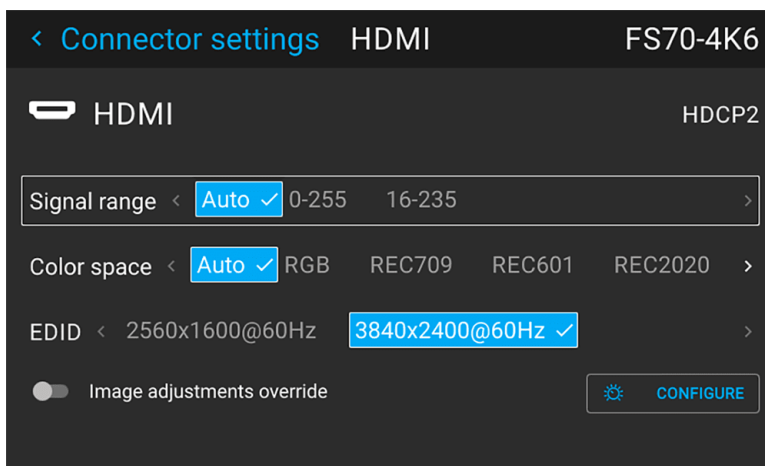 Connector settings HDMI FS70-4K6
HDMI HDCP2
Signal range Auto 0-255 16-235
Color space Auto RGB REC709 REC601 REC2020
EDID 2560x1600@60Hz 3840x2400@60Hz
Image adjustments override CONFIGURE